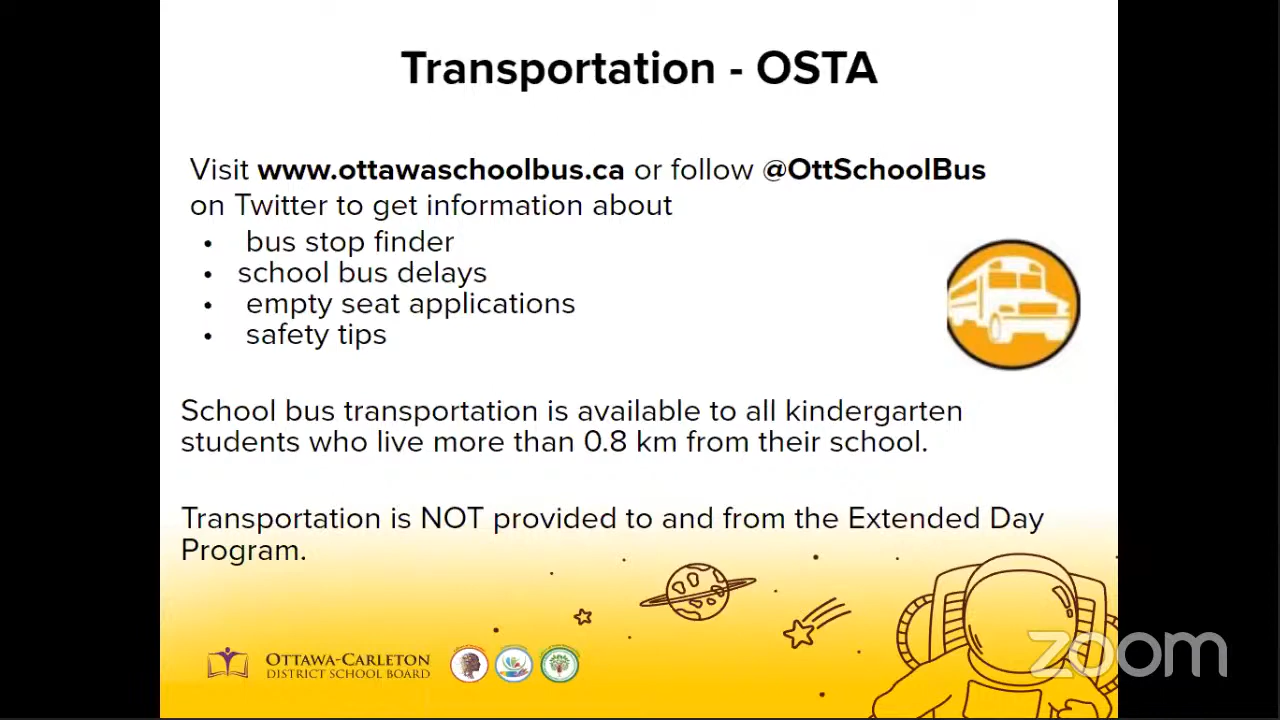 Transportation - OSTA
Visit www.ottawaschoolbus.ca or follow @OttSchoolBus
on Twitter to get information about
• bus stop finder
• school bus delays
• empty seat applications
• safety tips
School bus transportation is available to all kindergarten
students who live more than 0.8 km from their school.
Transportation is NOT provided to and from the Extended Day
Program.
OTTAWA-CARLETON
DISTRICT SCHOOL BOARD
zoom